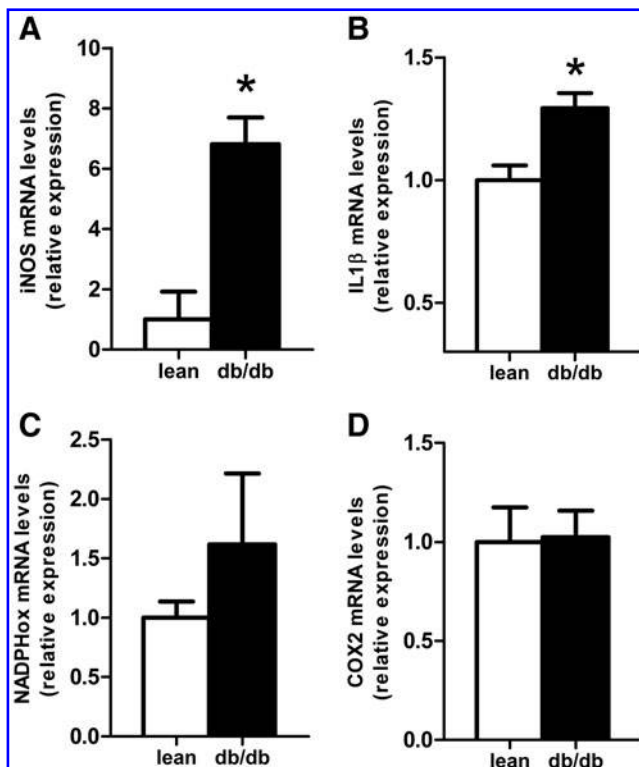 A
iNOS mRNA levels
(relative expression)
10
8
6
4
2
0
*
lean db/db
B
IL1β mRNA levels
(relative expression)
1.5
1.0
0.5
*
lean db/db
C
NADPHox mRNA levels
(relative expression)
2.5
2.0
1.5
1.0
0.5
0.0
lean db/db
D
COX2 mRNA levels
(relative expression)
1.5
1.0
0.5
0.0
lean db/db